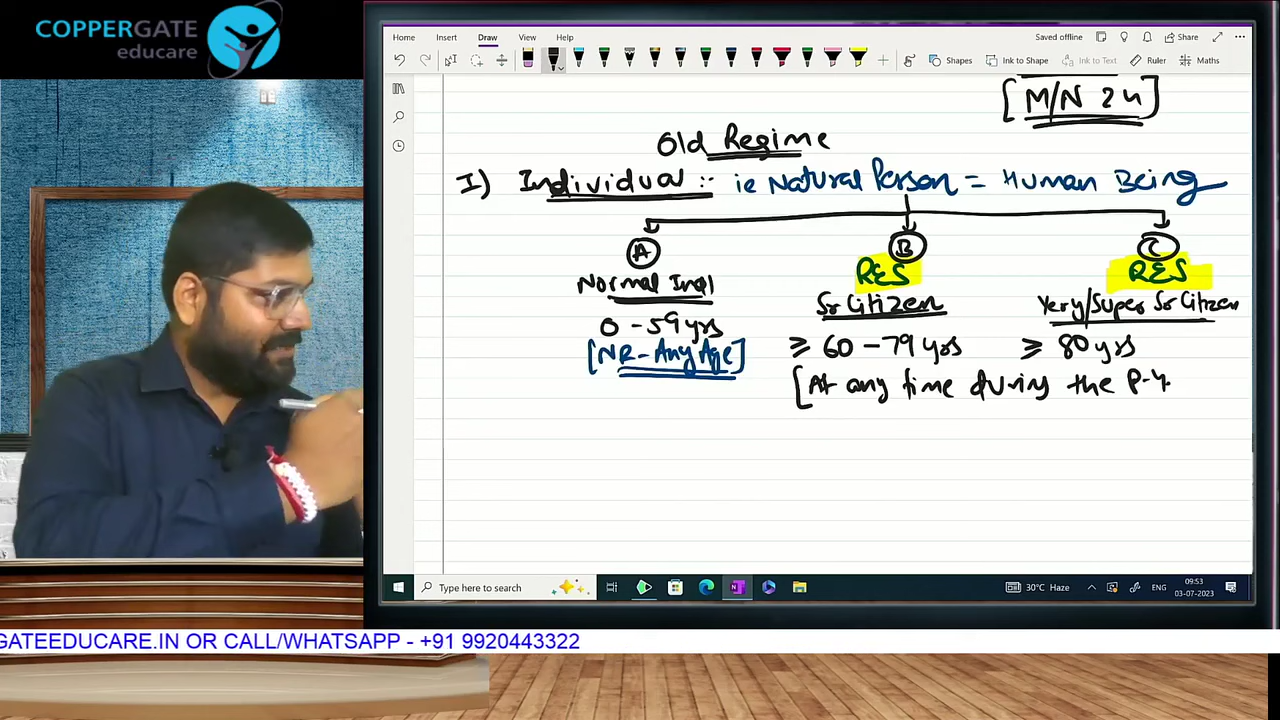 COPPERGATE
educare
Home Insert Draw View Help
Saved offline
Share
Shapes
Ink to Shape
Ink to Text
Ruler
Maths
[M/N 24]
Old Regime
I) Individual :- ie Natural Person = Human Being
A
B
C
RES
RES
Normal Indl
Sr Citizen
Very/Super Sr Citizen
0 - 59 yrs
[NR - Any Age]
≥ 60 - 79 yrs
≥ 80 yrs
[At any time during the P.Y.
Type here to search
30°C Haze
ENG
09:53
03-07-2023
GATEEDUCARE.IN OR CALL/WHATSAPP - +91 9920443322